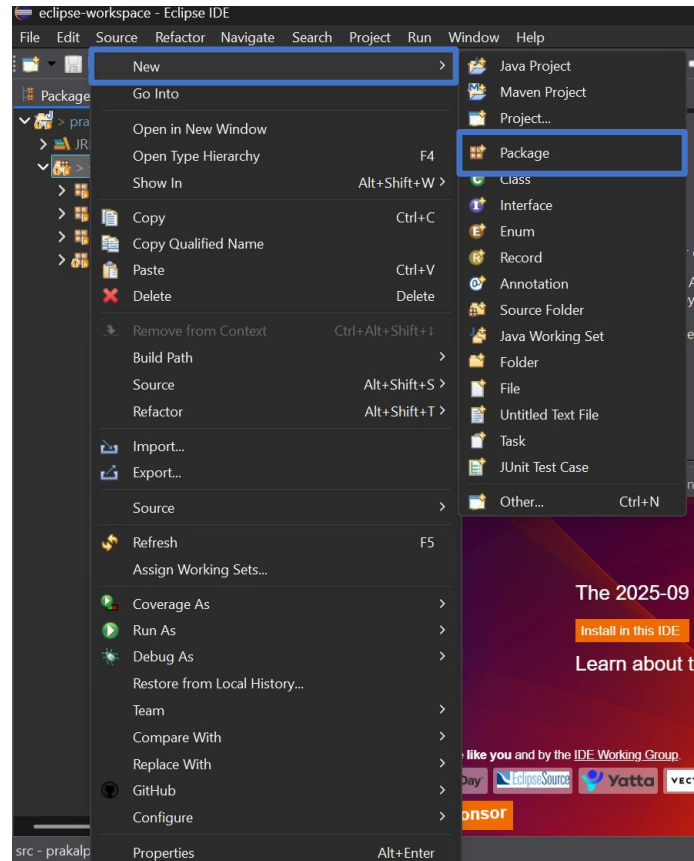 eclipse-workspace - Eclipse IDE
File Edit Source Refactor Navigate Search Project Run Window Help
Package
> pra
New
Go Into
Open in New Window
Open Type Hierarchy F4
Show In Alt+Shift+W >
Copy Ctrl+C
Copy Qualified Name
Paste Ctrl+V
Delete Delete
Remove from Context Ctrl+Alt+Shift+↓
Build Path
Source Alt+Shift+S >
Refactor Alt+Shift+T >
Import...
Export...
Source
Refresh F5
Assign Working Sets...
Coverage As
Run As
Debug As
Restore from Local History...
Team
Compare With
Replace With
GitHub
Configure
Properties Alt+Enter
Java Project
Maven Project
Project...
Package
Class
Interface
Enum
Record
Annotation
Source Folder
Java Working Set
Folder
File
Untitled Text File
Task
JUnit Test Case
Other... Ctrl+N
The 2025-09
Install in this IDE
Learn about t
like you and by the IDE Working Group.
Day EclipseSource Yatta VECT
onsor
src - prakalp